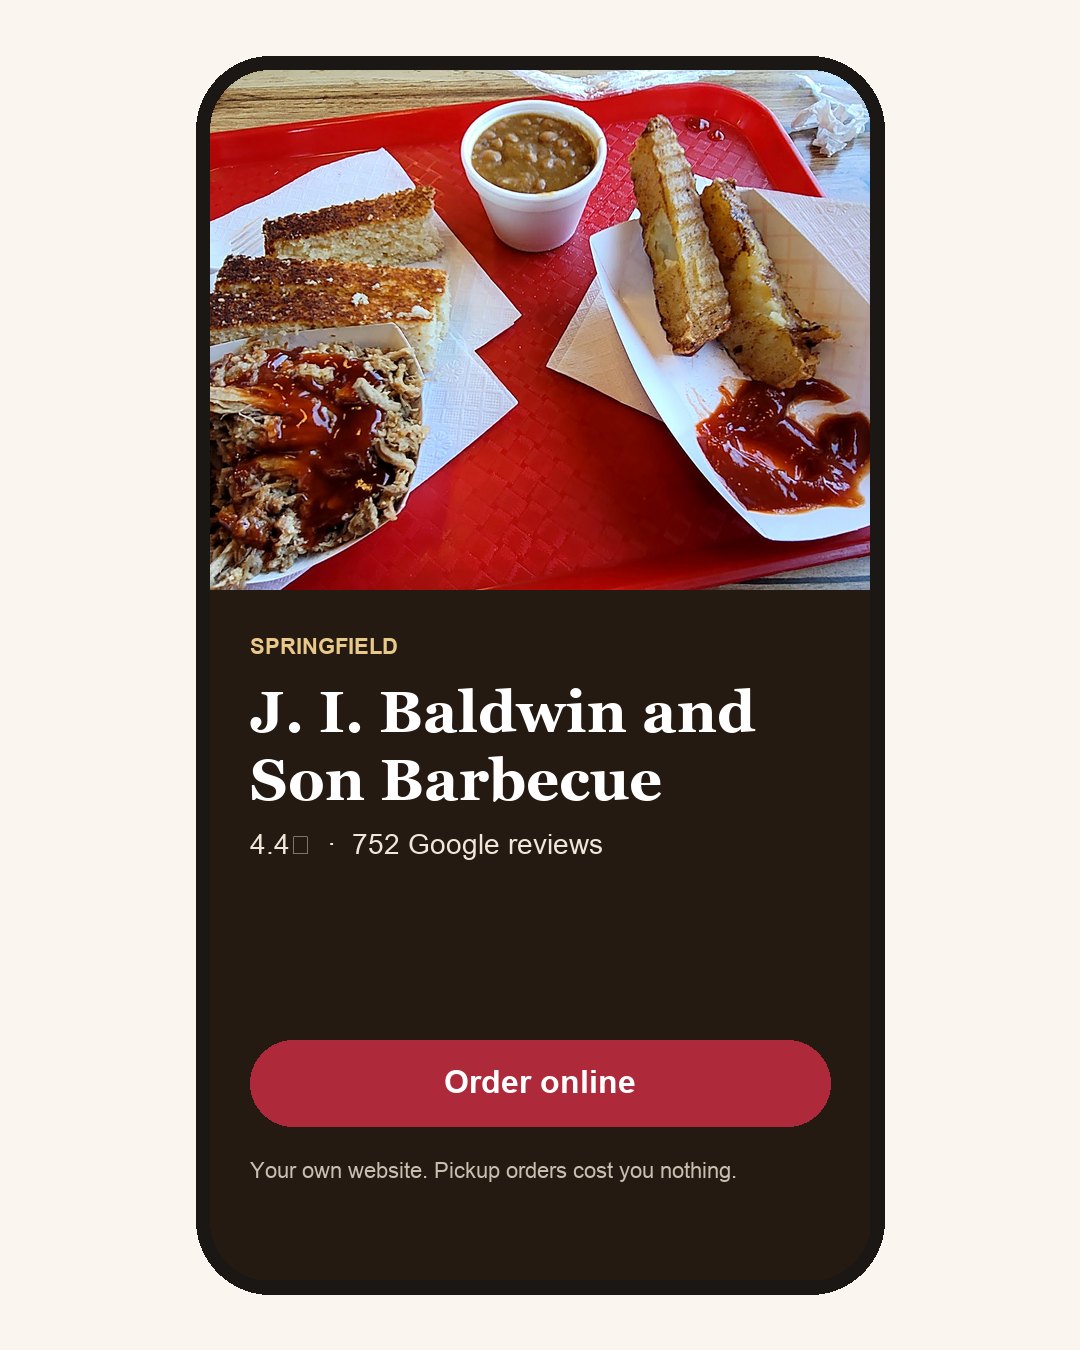 SPRINGFIELD
J. I. Baldwin and
Son Barbecue
4.4□ · 752 Google reviews
Order online
Your own website. Pickup orders cost you nothing.